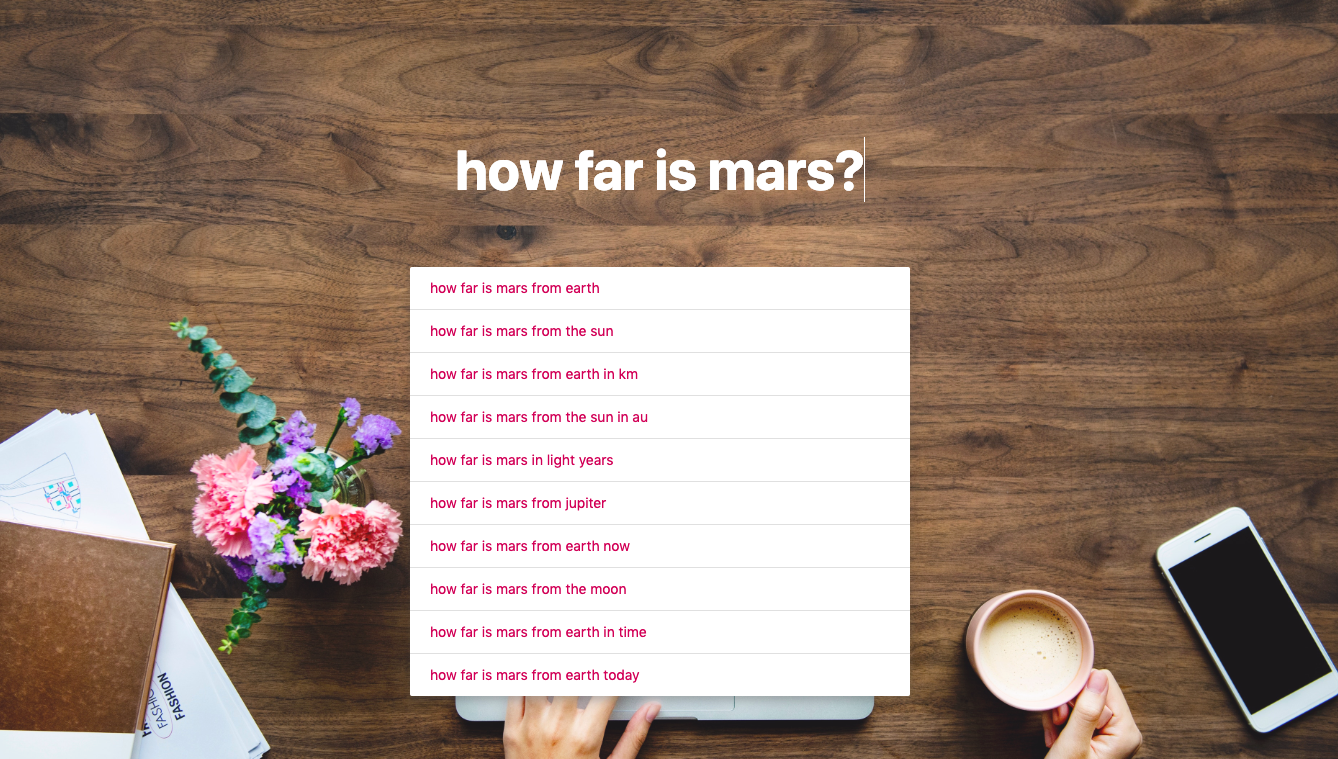 how far is mars?
how far is mars from earth
how far is mars from the sun
how far is mars from earth in km
how far is mars from the sun in au
how far is mars in light years
how far is mars from jupiter
how far is mars from earth now
how far is mars from the moon
how far is mars from earth in time
how far is mars from earth today
FASHION
FASHION